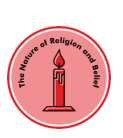 The Nature of Religion and Belief